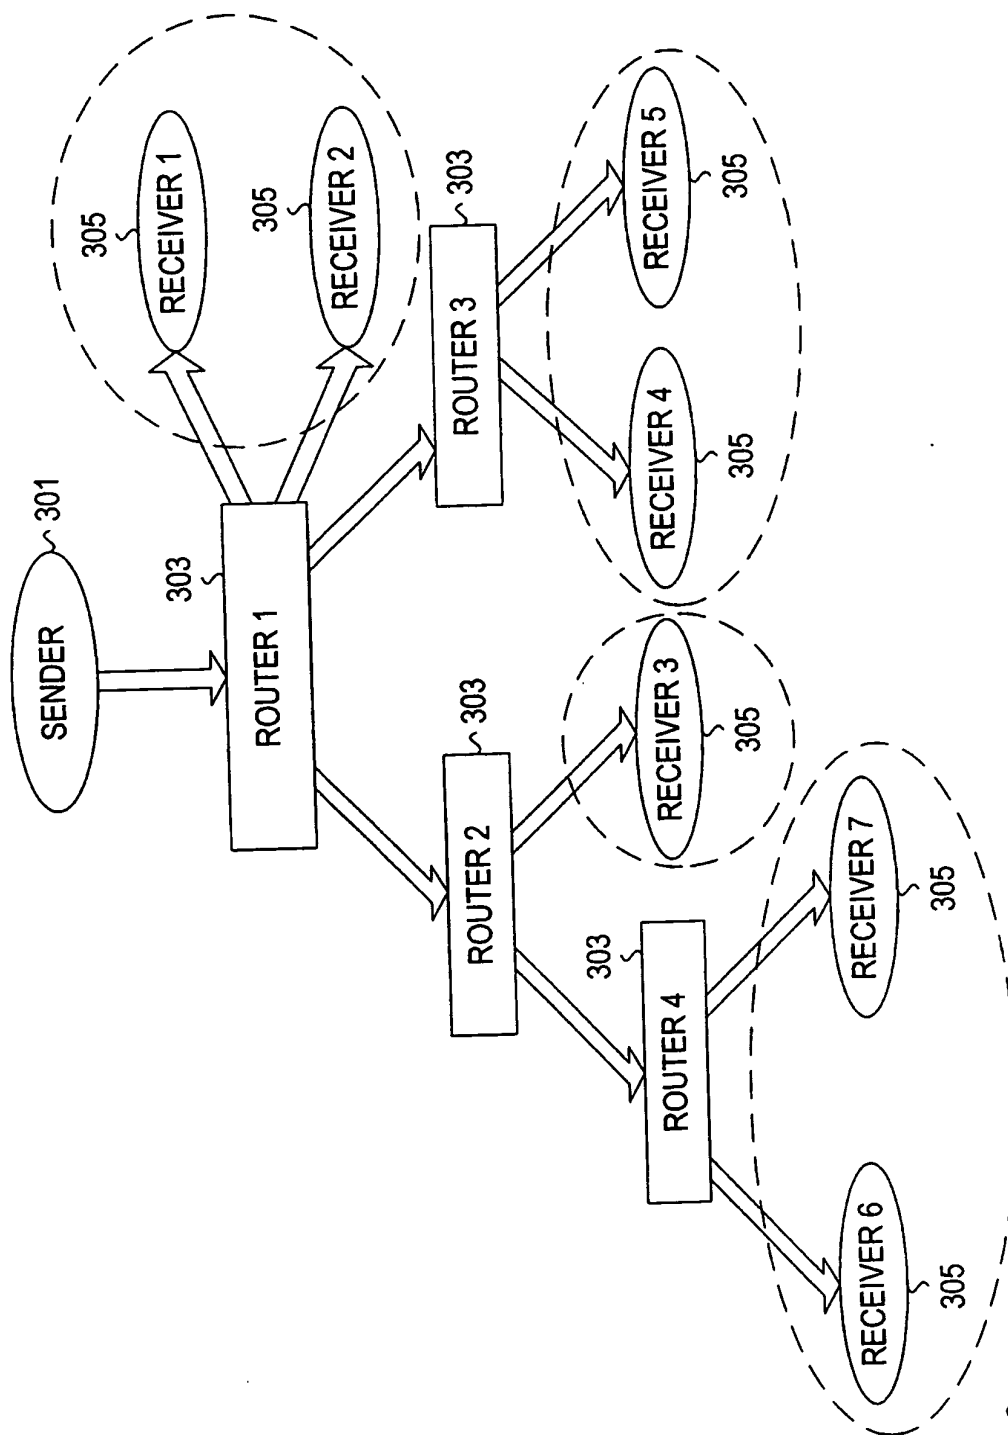 SENDER
301
303
ROUTER 1
305
RECEIVER 1
305
RECEIVER 2
303
ROUTER 2
303
ROUTER 3
303
ROUTER 4
RECEIVER 3
305
RECEIVER 4
305
RECEIVER 5
305
RECEIVER 6
305
RECEIVER 7
305